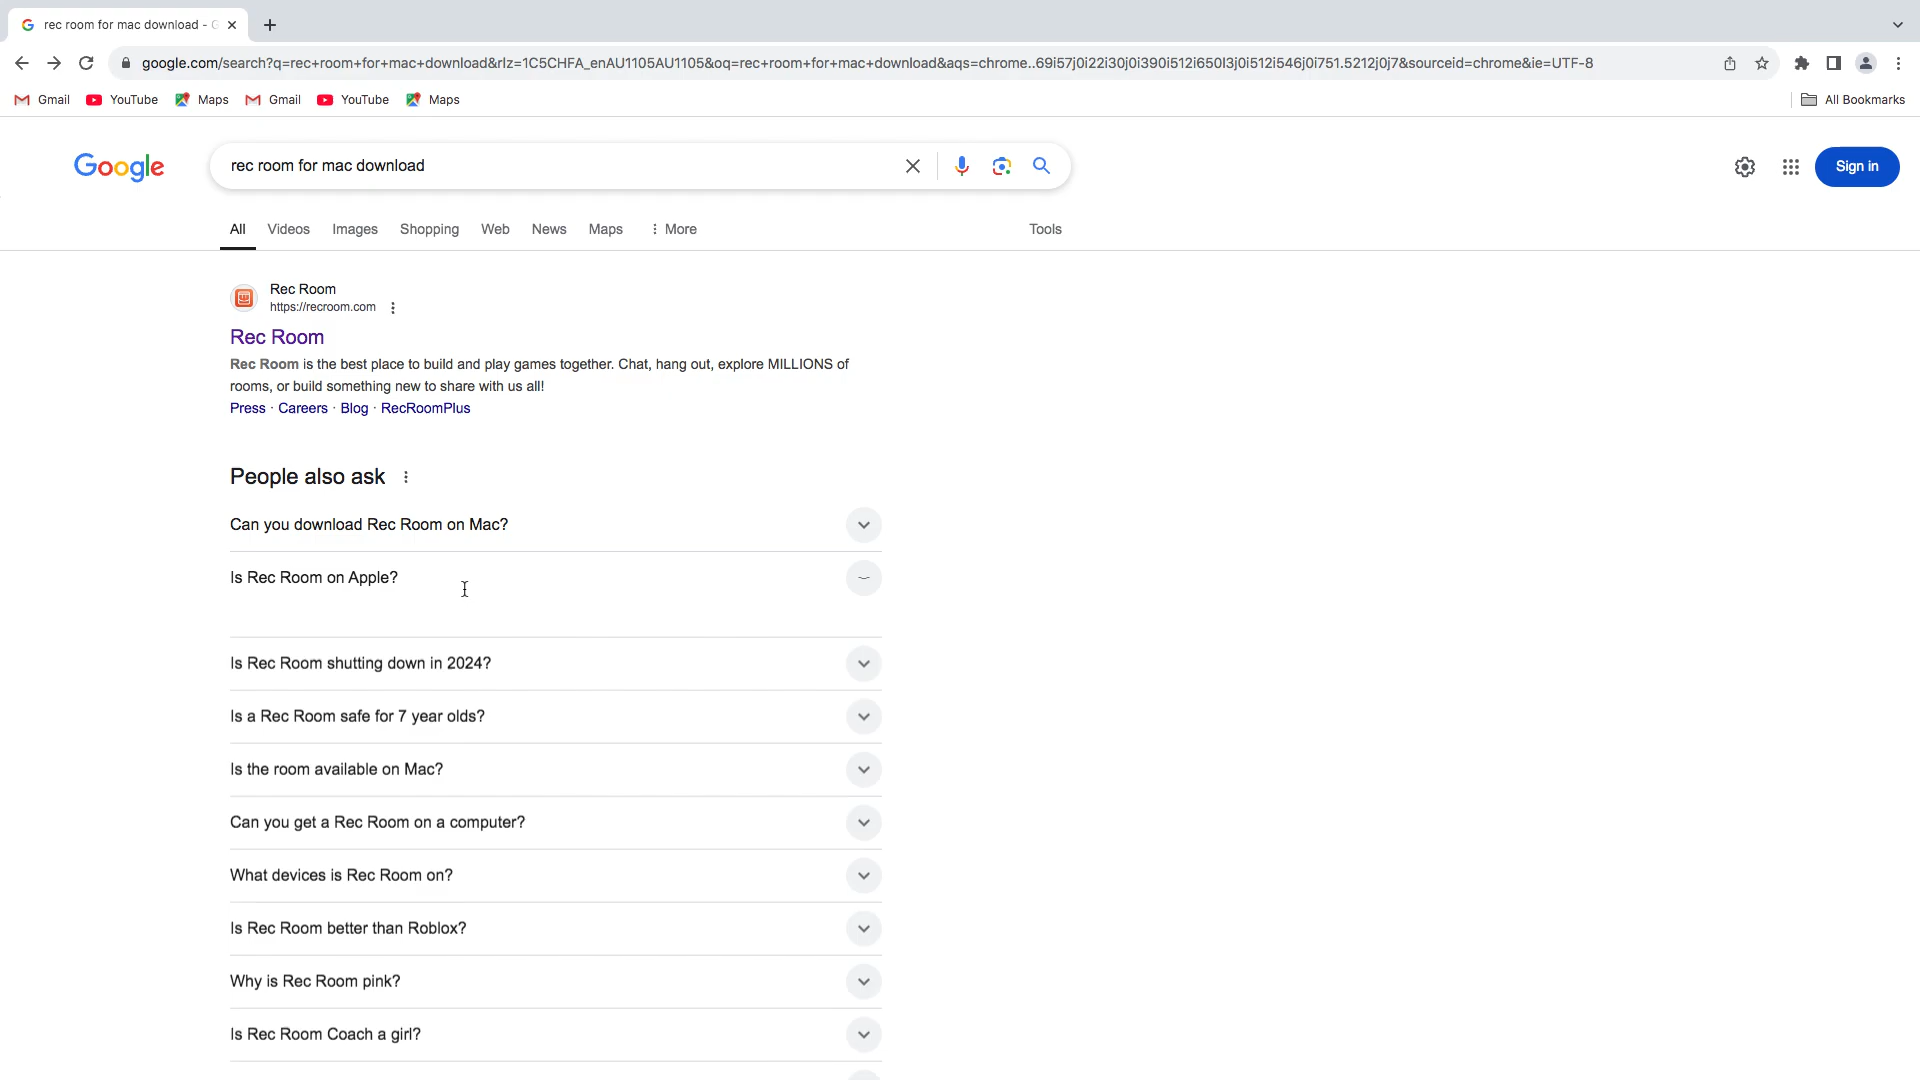 rec room for mac download - G
google.com/search?q=rec+room+for+mac+download&rlz=1C5CHFA_enAU1105AU1105&oq=rec+room+for+mac+download&aqs=chrome..69i57j0i22i30j0i390i512i650l3j0i512i546j0i751.5212j0j7&sourceid=chrome&ie=UTF-8
Gmail YouTube Maps Gmail YouTube Maps All Bookmarks
Google
rec room for mac download
Sign in
All Videos Images Shopping Web News Maps More Tools
Rec Room
https://recroom.com
Rec Room
Rec Room is the best place to build and play games together. Chat, hang out, explore MILLIONS of
rooms, or build something new to share with us all!
Press · Careers · Blog · RecRoomPlus
People also ask
Can you download Rec Room on Mac?
Is Rec Room on Apple?
Is Rec Room shutting down in 2024?
Is a Rec Room safe for 7 year olds?
Is the room available on Mac?
Can you get a Rec Room on a computer?
What devices is Rec Room on?
Is Rec Room better than Roblox?
Why is Rec Room pink?
Is Rec Room Coach a girl?